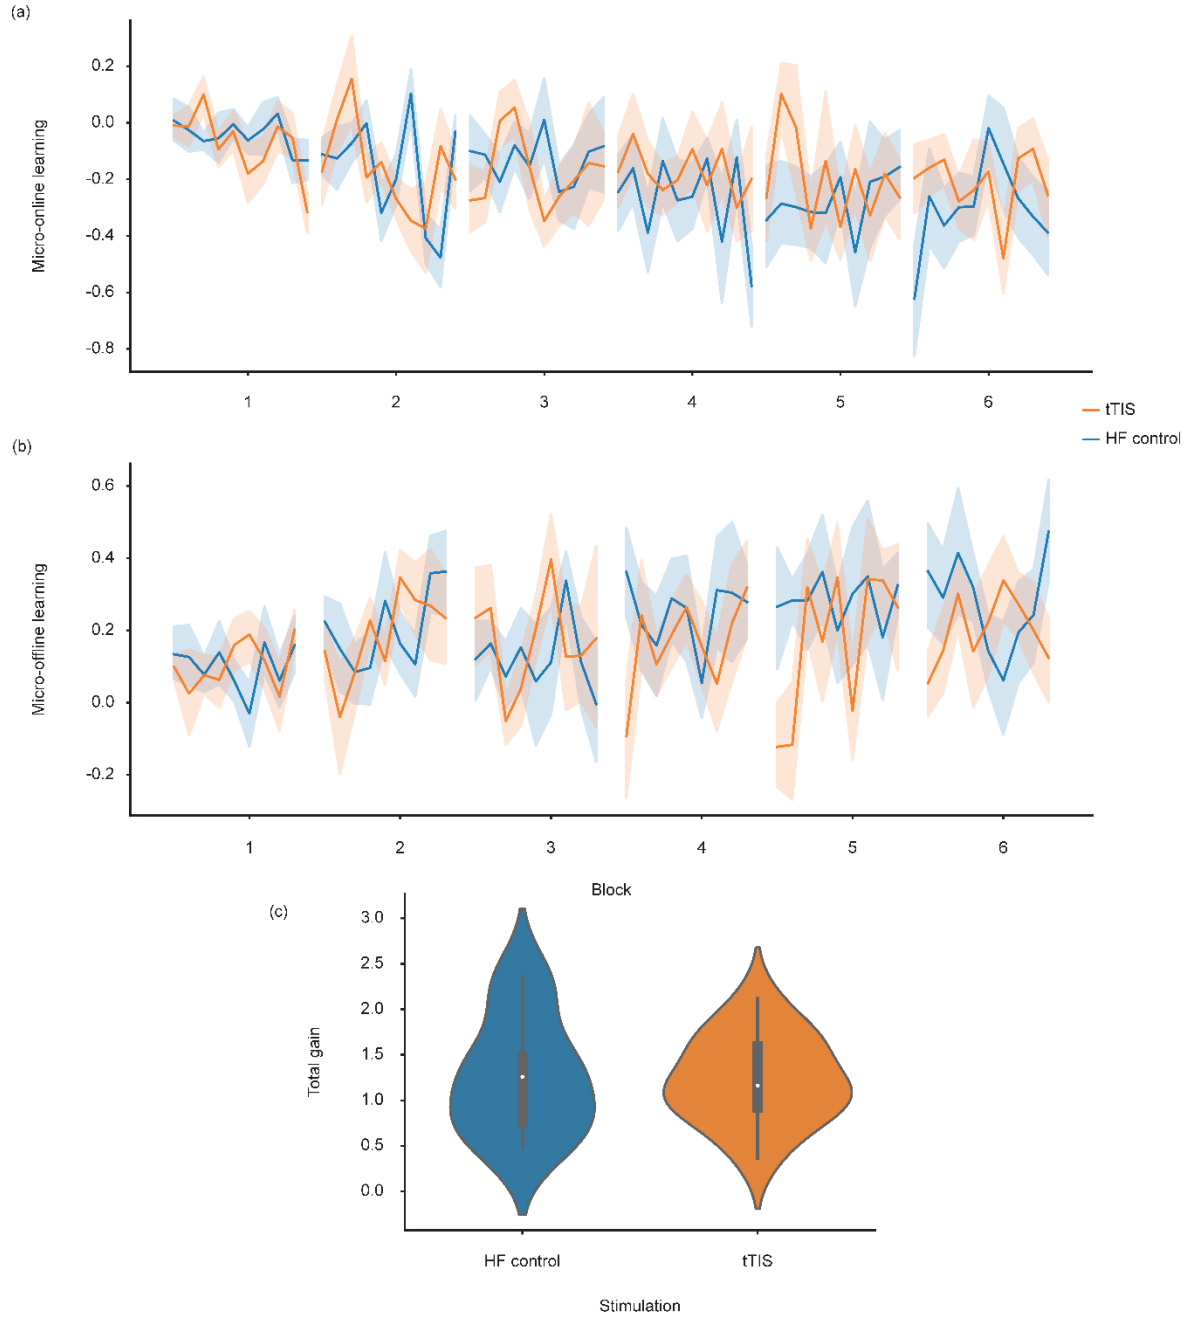 (a)
0.2
0.0
-0.2
-0.4
-0.6
-0.8
Micro-online learning
1 2 3 4 5 6
tTIS
HF control
(b)
0.6
0.4
0.2
0.0
-0.2
Micro-offline learning
1 2 3 4 5 6
Block
(c)
3.0
2.5
2.0
1.5
1.0
0.5
0.0
Total gain
HF control tTIS
Stimulation